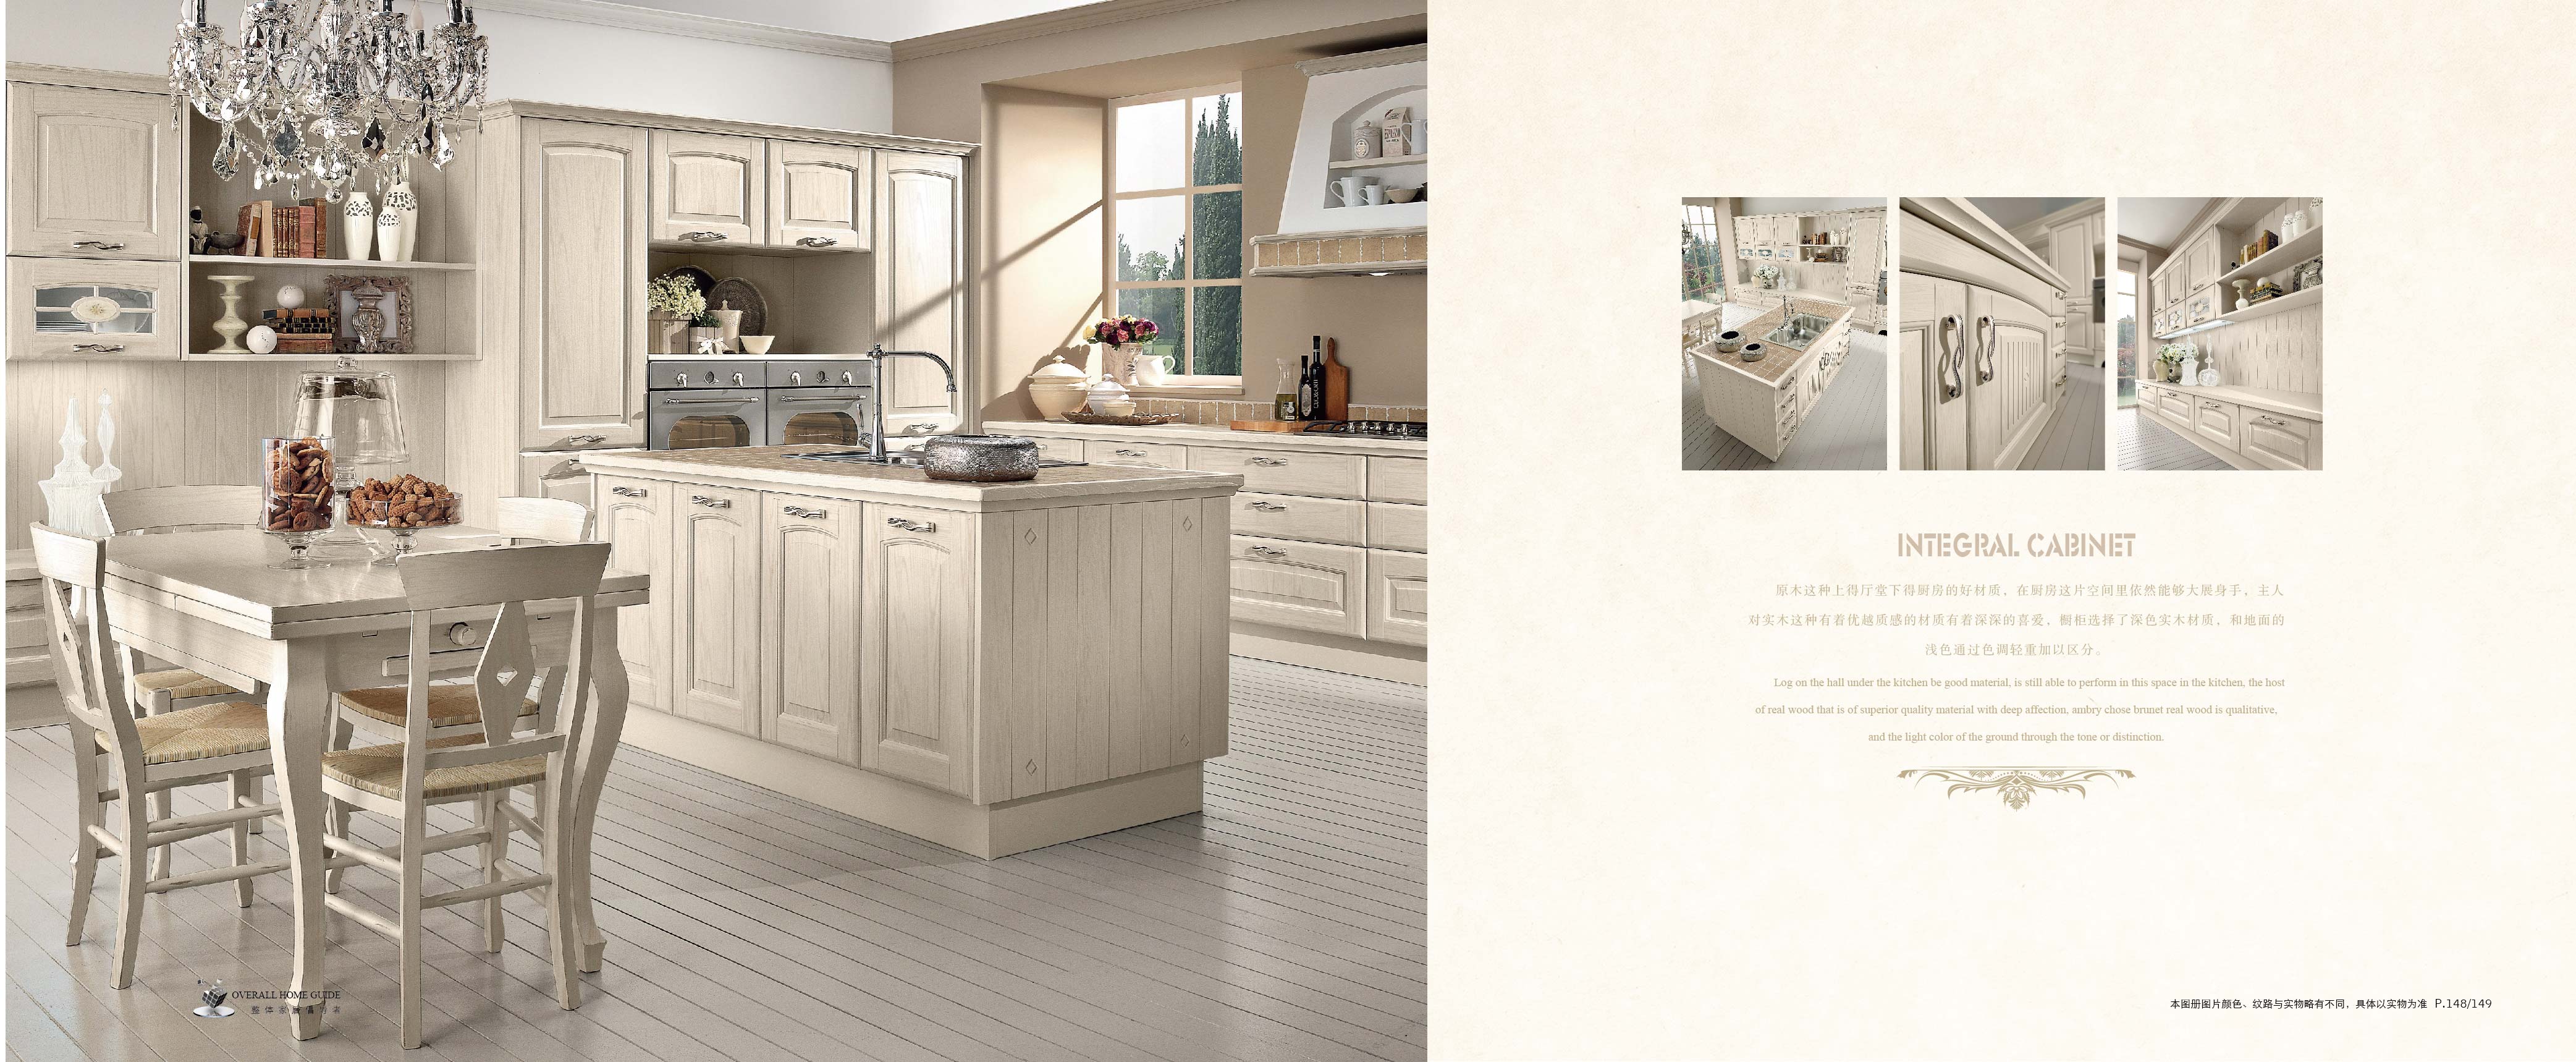 OVERALL HOME GUIDE
整体家居倡导者
INTEGRAL CABINET
原木这种上得厅堂下得厨房的好材质，在厨房这片空间里依然能够大展身手，主人
对实木这种有着优越质感的材质有着深深的喜爱，橱柜选择了深色实木材质，和地面的
浅色通过色调轻重加以区分。
Log on the hall under the kitchen be good material, is still able to perform in this space in the kitchen, the host
of real wood that is of superior quality material with deep affection, ambry chose brunet real wood is qualitative,
and the light color of the ground through the tone or distinction.
本图册图片颜色、纹路与实物略有不同，具体以实物为准 P.148/149